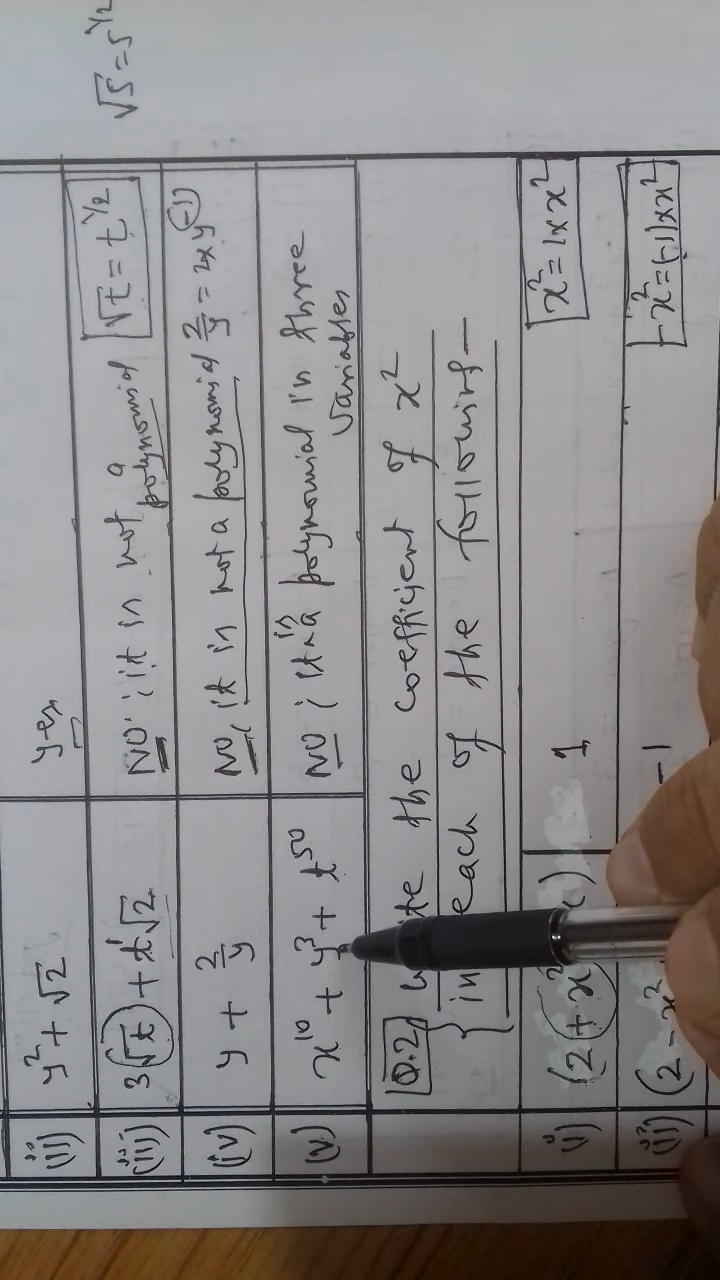 √5 = 5^1/2
(ii) y² + √2 yes
(iii) 3√t + t√2 NO; it is not a polynomial √t = t^1/2
(iv) y + 2/y NO, it is not a polynomial 2/y = 2xy^-1
(v) x^10 + y³ + t^50 NO; it is a polynomial in three
variables
Q.2 the coefficient of x²
in each of the following -
(i) (2 + x² x) 1 x² = 1 x x²
(ii) (2 - x² -1 -x² = (-1) x x²